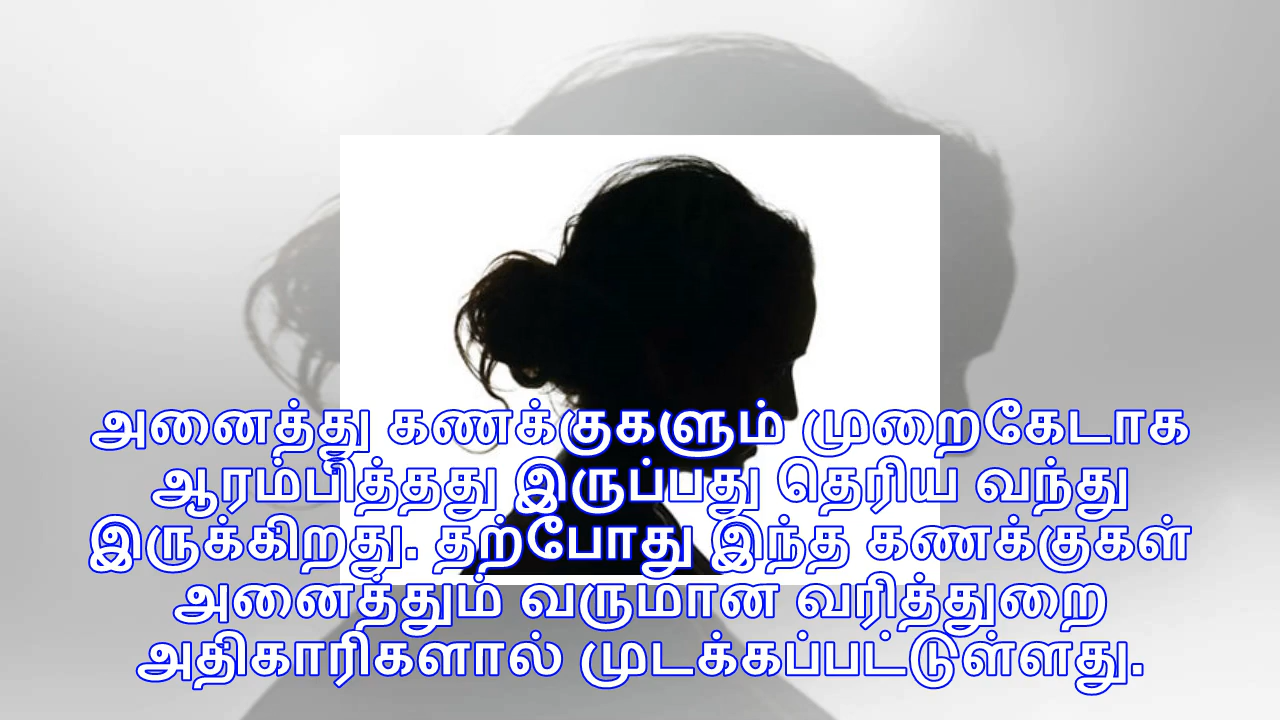 அனைத்து கணக்குகளும் முறைகேடாக
ஆரம்பித்தது இருப்பது தெரிய வந்து
இருக்கிறது. தற்போது இந்த கணக்குகள்
அனைத்தும் வருமான வரித்துறை
அதிகாரிகளால் முடக்கப்பட்டுள்ளது.